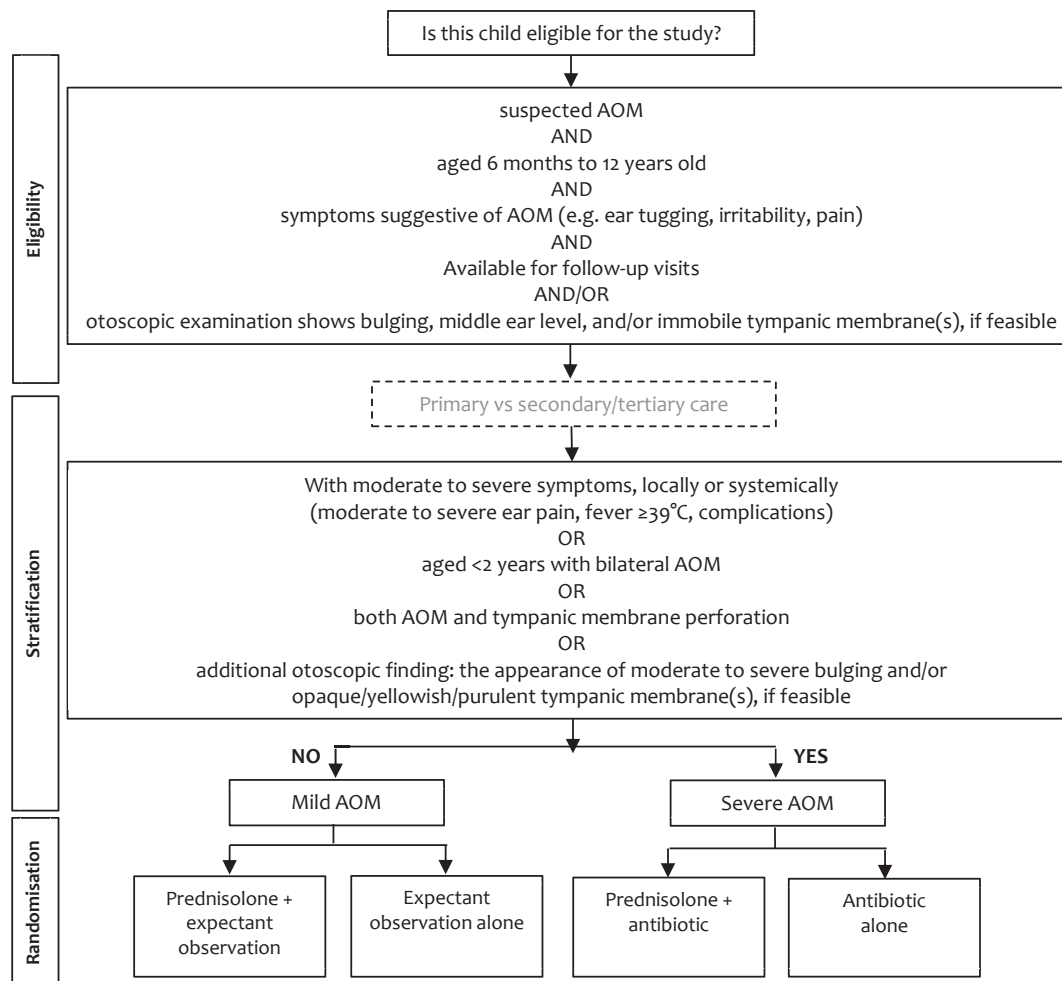 Is this child eligible for the study?
Eligibility
suspected AOM
AND
aged 6 months to 12 years old
AND
symptoms suggestive of AOM (e.g. ear tugging, irritability, pain)
AND
Available for follow-up visits
AND/OR
otoscopic examination shows bulging, middle ear level, and/or immobile tympanic membrane(s), if feasible
Primary vs secondary/tertiary care
Stratification
With moderate to severe symptoms, locally or systemically
(moderate to severe ear pain, fever ≥39°C, complications)
OR
aged <2 years with bilateral AOM
OR
both AOM and tympanic membrane perforation
OR
additional otoscopic finding: the appearance of moderate to severe bulging and/or
opaque/yellowish/purulent tympanic membrane(s), if feasible
NO
YES
Mild AOM
Severe AOM
Randomisation
Prednisolone +
expectant
observation
Expectant
observation alone
Prednisolone +
antibiotic
Antibiotic
alone